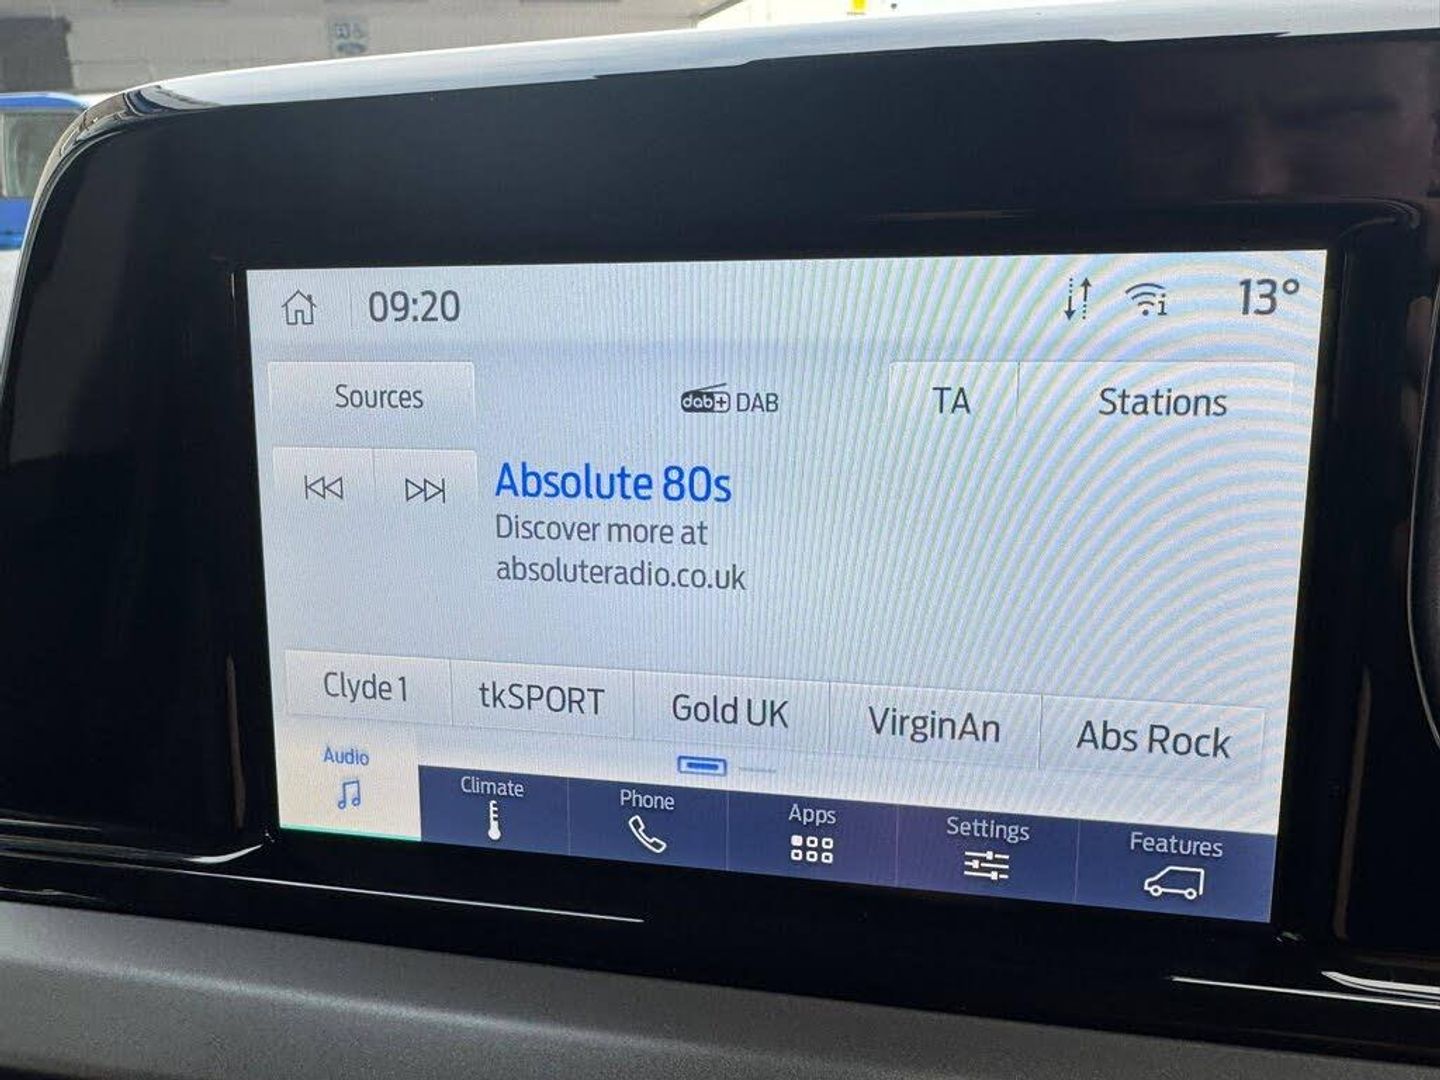 09:20
13°
Sources
dab+ DAB
TA
Stations
Absolute 80s
Discover more at
absoluteradio.co.uk
Clyde 1
tkSPORT
Gold UK
VirginAn
Abs Rock
Audio
Climate
Phone
Apps
Settings
Features